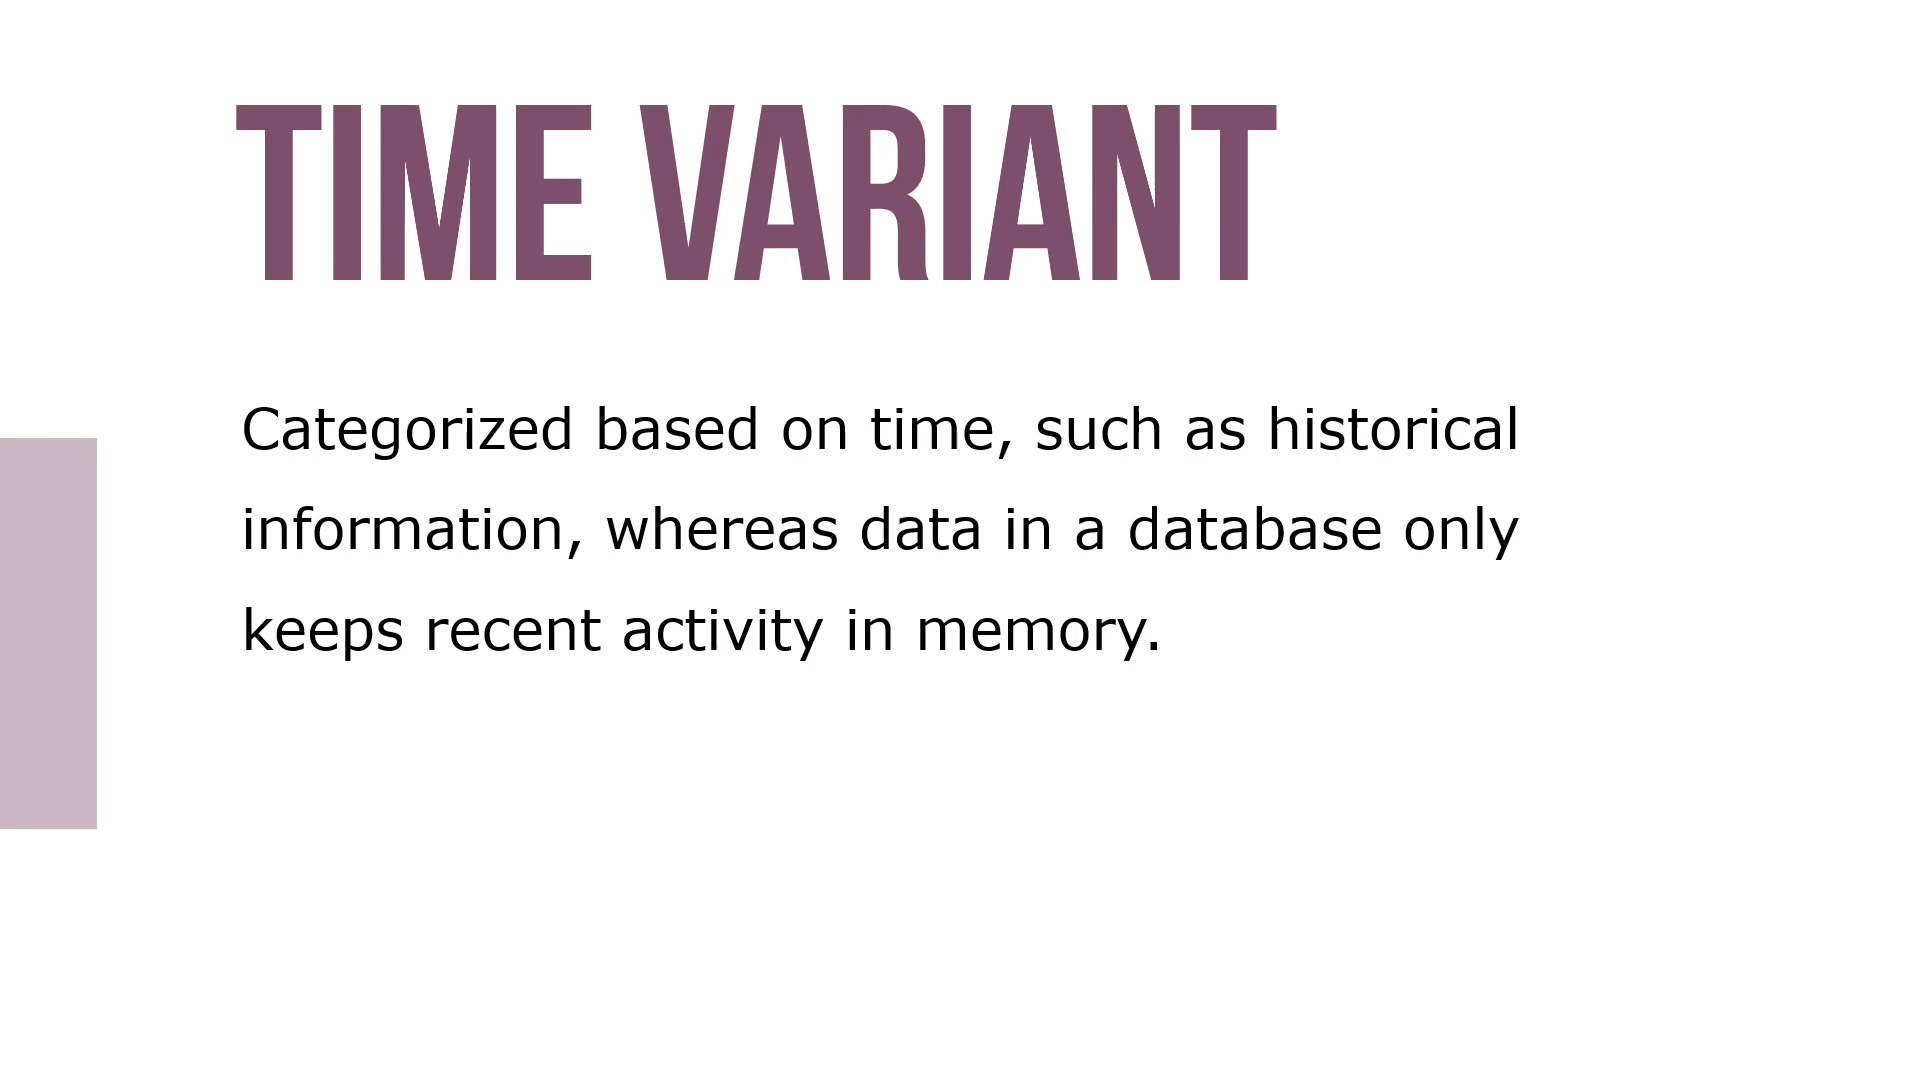 TIME VARIANT
Categorized based on time, such as historical
information, whereas data in a database only
keeps recent activity in memory.